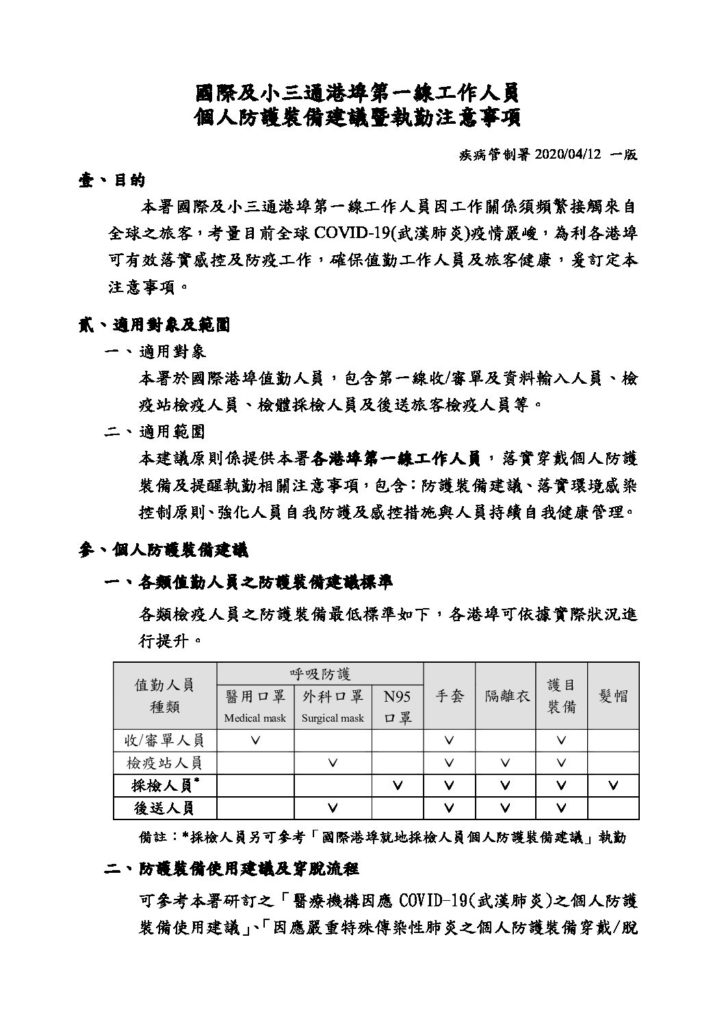 國際及小三通港埠第一線工作人員
個人防護裝備建議暨執勤注意事項
疾病管制署 2020/04/12 一版
壹、目的
本署國際及小三通港埠第一線工作人員因工作關係須頻繁接觸來自
全球之旅客，考量目前全球 COVID-19(武漢肺炎)疫情嚴峻，為利各港埠
可有效落實感控及防疫工作，確保值勤工作人員及旅客健康，爰訂定本
注意事項。
貳、適用對象及範圍
一、適用對象
本署於國際港埠值勤人員，包含第一線收/審單及資料輸入人員、檢
疫站檢疫人員、檢體採檢人員及後送旅客檢疫人員等。
二、適用範圍
本建議原則係提供本署各港埠第一線工作人員，落實穿戴個人防護
裝備及提醒執勤相關注意事項，包含：防護裝備建議、落實環境感染
控制原則、強化人員自我防護及感控措施與人員持續自我健康管理。
參、個人防護裝備建議
一、各類值勤人員之防護裝備建議標準
各類檢疫人員之防護裝備最低標準如下，各港埠可依據實際狀況進
行提升。
值勤人員 呼吸防護 手套 隔離衣 護目 髮帽
種類 醫用口罩 外科口罩 N95 裝備
Medical mask Surgical mask 口罩
收/審單人員 ∨ ∨ ∨
檢疫站人員 ∨ ∨ ∨ ∨
採檢人員* ∨ ∨ ∨ ∨ ∨
後送人員 ∨ ∨ ∨ ∨
備註：*採檢人員另可參考「國際港埠就地採檢人員個人防護裝備建議」執勤
二、防護裝備使用建議及穿脫流程
可參考本署研訂之「醫療機構因應 COVID-19(武漢肺炎)之個人防護
裝備使用建議」、「因應嚴重特殊傳染性肺炎之個人防護裝備穿戴/脫